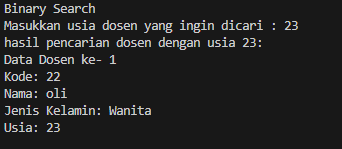 Binary Search
Masukkan usia dosen yang ingin dicari : 23
hasil pencarian dosen dengan usia 23:
Data Dosen ke- 1
Kode: 22
Nama: oli
Jenis Kelamin: Wanita
Usia: 23